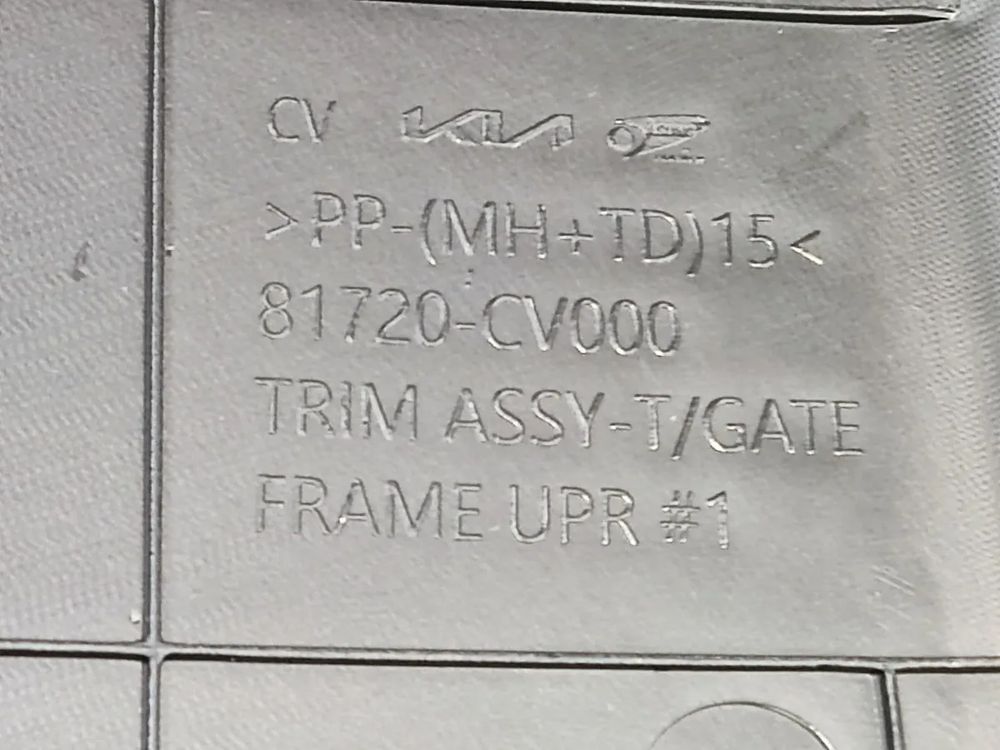 CV KIA
>PP-(MH+TD)15<
81720-CV000
TRIM ASSY-T/GATE
FRAME UPR #1